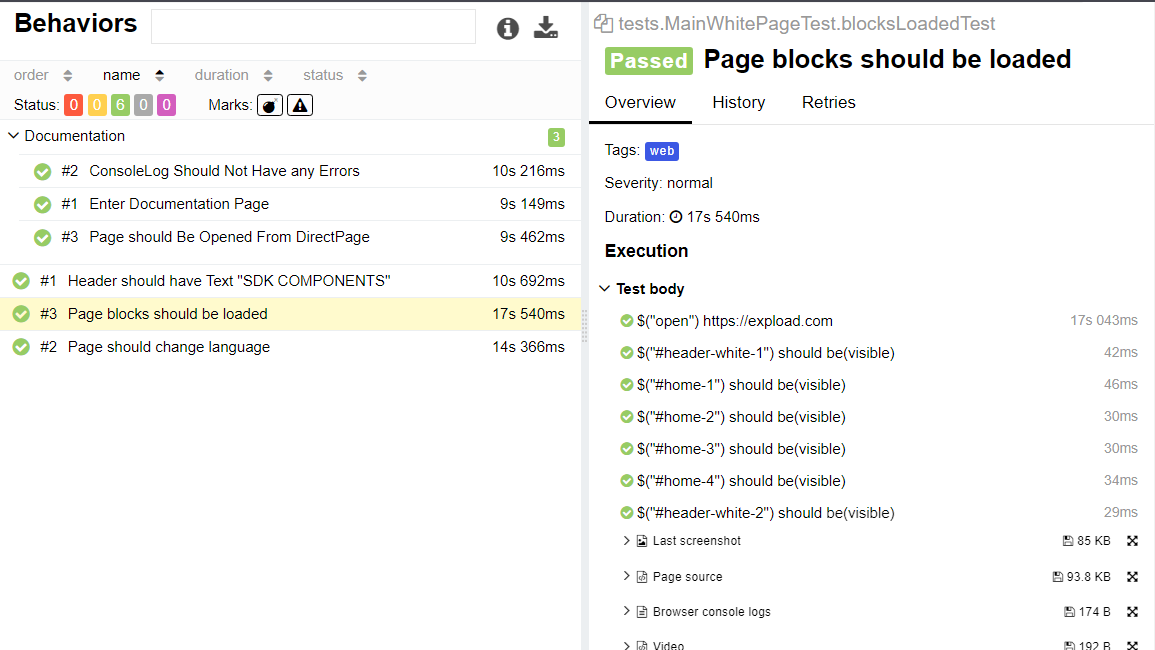 Behaviors
order name duration status
Status: 0 0 6 0 0 Marks:
Documentation 3
#2 ConsoleLog Should Not Have any Errors 10s 216ms
#1 Enter Documentation Page 9s 149ms
#3 Page should Be Opened From DirectPage 9s 462ms
#1 Header should have Text "SDK COMPONENTS" 10s 692ms
#3 Page blocks should be loaded 17s 540ms
#2 Page should change language 14s 366ms
tests.MainWhitePageTest.blocksLoadedTest
Passed Page blocks should be loaded
Overview History Retries
Tags: web
Severity: normal
Duration: 17s 540ms
Execution
Test body
$("open") https://expload.com 17s 043ms
$("#header-white-1") should be(visible) 42ms
$("#home-1") should be(visible) 46ms
$("#home-2") should be(visible) 30ms
$("#home-3") should be(visible) 30ms
$("#home-4") should be(visible) 34ms
$("#header-white-2") should be(visible) 29ms
Last screenshot 85 KB
Page source 93.8 KB
Browser console logs 174 B
Video 192 B